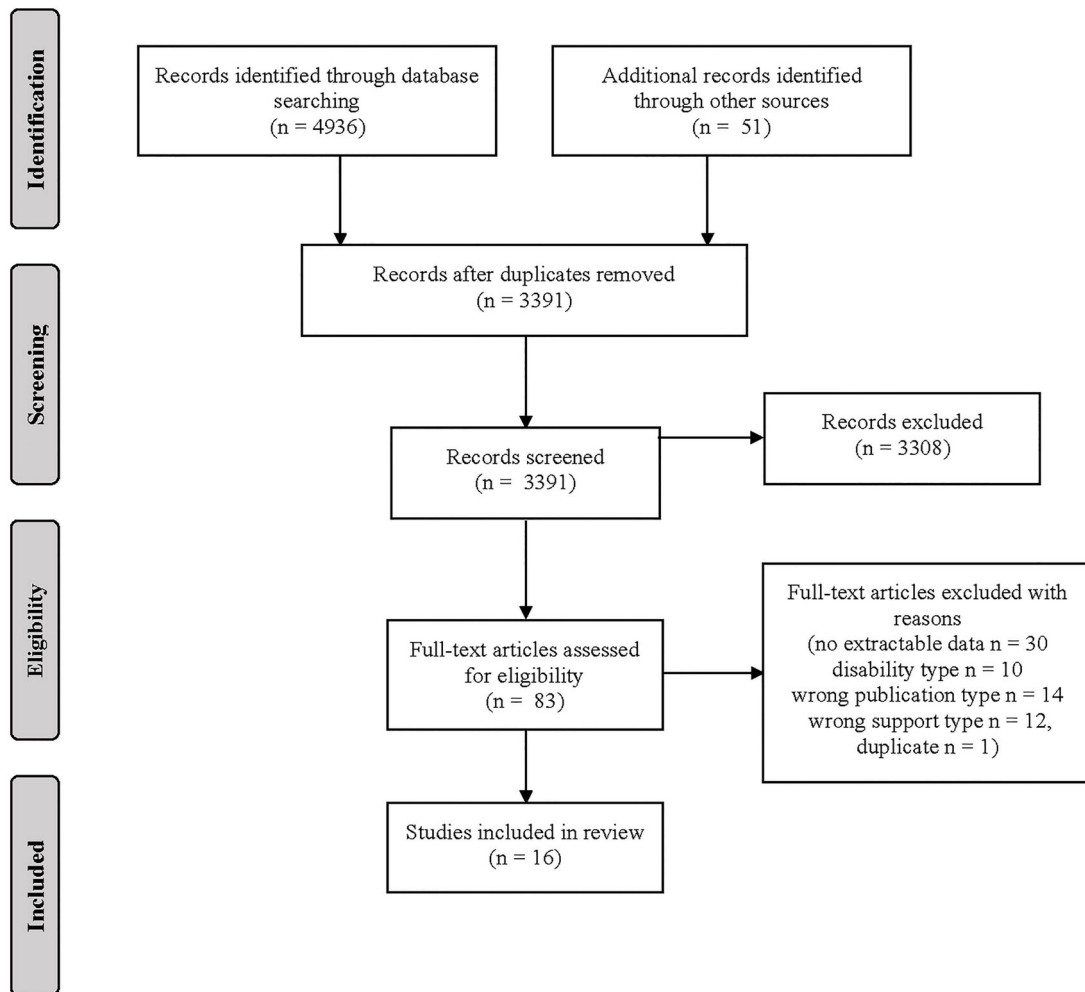 Identification
Records identified through database
searching
(n = 4936)
Additional records identified
through other sources
(n = 51)
Screening
Records after duplicates removed
(n = 3391)
Records screened
(n = 3391)
Records excluded
(n = 3308)
Eligibility
Full-text articles assessed
for eligibility
(n = 83)
Full-text articles excluded with
reasons
(no extractable data n = 30
disability type n = 10
wrong publication type n = 14
wrong support type n = 12,
duplicate n = 1)
Included
Studies included in review
(n = 16)